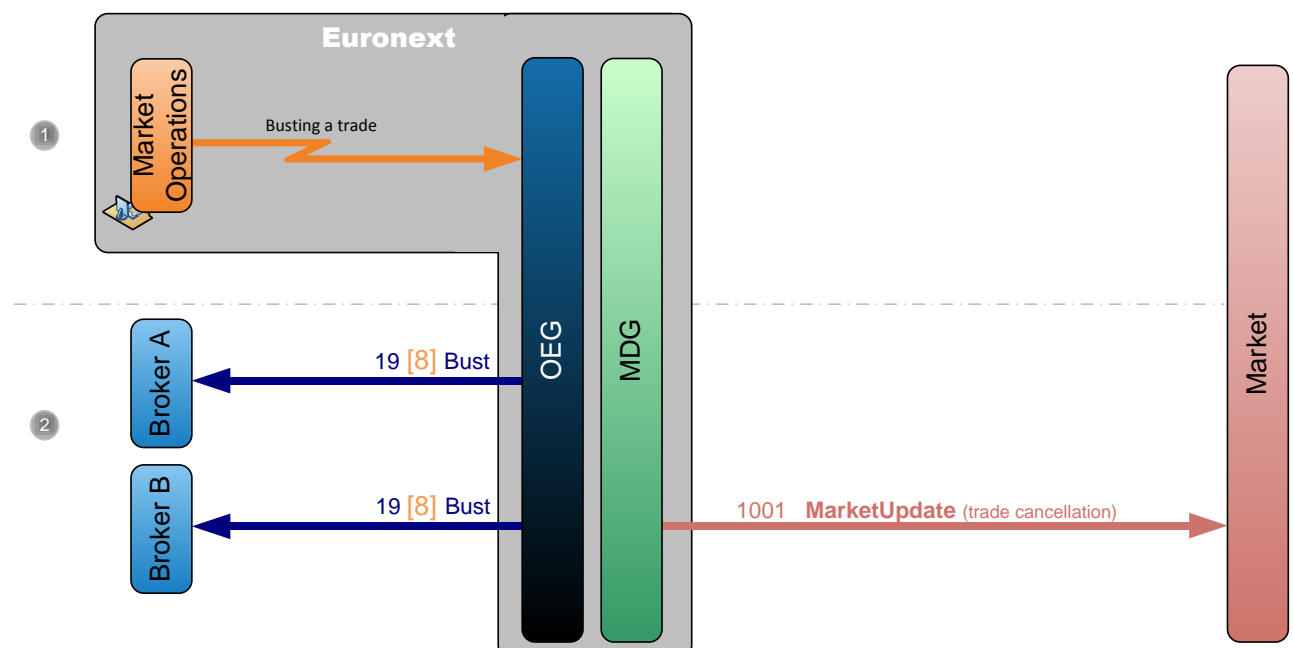 Euronext
1
Market
Operations
Busting a trade
OEG
MDG
Market
2
Broker A
19 [8] Bust
Broker B
19 [8] Bust
1001 MarketUpdate (trade cancellation)